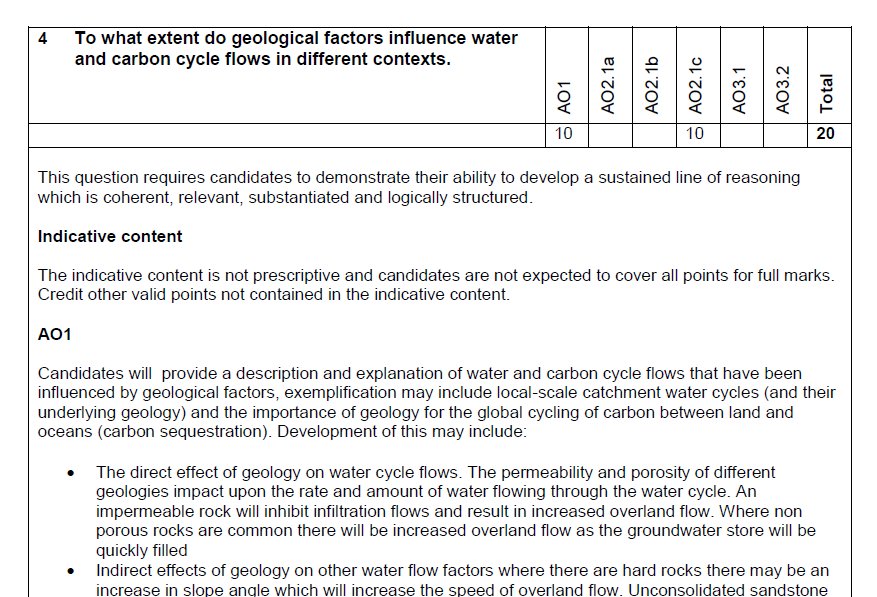 4 To what extent do geological factors influence water
and carbon cycle flows in different contexts.
AO1 AO2.1a AO2.1b AO2.1c AO3.1 AO3.2 Total
10 10 20
This question requires candidates to demonstrate their ability to develop a sustained line of reasoning
which is coherent, relevant, substantiated and logically structured.
Indicative content
The indicative content is not prescriptive and candidates are not expected to cover all points for full marks.
Credit other valid points not contained in the indicative content.
AO1
Candidates will provide a description and explanation of water and carbon cycle flows that have been
influenced by geological factors, exemplification may include local-scale catchment water cycles (and their
underlying geology) and the importance of geology for the global cycling of carbon between land and
oceans (carbon sequestration). Development of this may include:
• The direct effect of geology on water cycle flows. The permeability and porosity of different
geologies impact upon the rate and amount of water flowing through the water cycle. An
impermeable rock will inhibit infiltration flows and result in increased overland flow. Where non
porous rocks are common there will be increased overland flow as the groundwater store will be
quickly filled
• Indirect effects of geology on other water flow factors where there are hard rocks there may be an
increase in slope angle which will increase the speed of overland flow. Unconsolidated sandstone